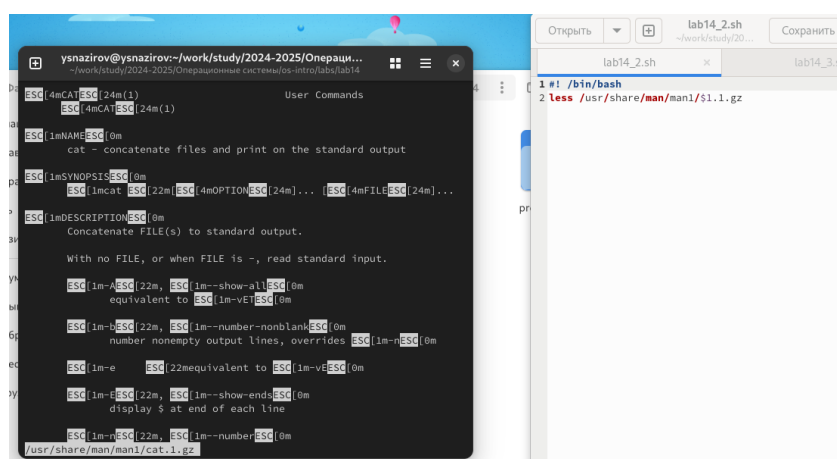 ysnazirov@ysnazirov:~/work/study/2024-2025/Операци...
~/work/study/2024-2025/Операционные системы/os-intro/labs/lab14
ESC[4mCATESC[24m(1) User Commands
ESC[4mCATESC[24m(1)
ESC[1mNAMEESC[0m
cat - concatenate files and print on the standard output
ESC[1mSYNOPSISESC[0m
ESC[1mcat ESC[22m[ESC[4mOPTIONESC[24m]... [ESC[4mFILEESC[24m]...
ESC[1mDESCRIPTIONESC[0m
Concatenate FILE(s) to standard output.
With no FILE, or when FILE is -, read standard input.
ESC[1m-AESC[22m, ESC[1m--show-allESC[0m
equivalent to ESC[1m-vETESC[0m
ESC[1m-bESC[22m, ESC[1m--number-nonblankESC[0m
number nonempty output lines, overrides ESC[1m-nESC[0m
ESC[1m-e ESC[22mequivalent to ESC[1m-vEESC[0m
ESC[1m-EESC[22m, ESC[1m--show-endsESC[0m
display $ at end of each line
ESC[1m-nESC[22m, ESC[1m--numberESC[0m
/usr/share/man/man1/cat.1.gz
Открыть lab14_2.sh Сохранить
~/work/study/20...
lab14_2.sh × lab14_3.s
1 #! /bin/bash
2 less /usr/share/man/man1/$1.1.gz